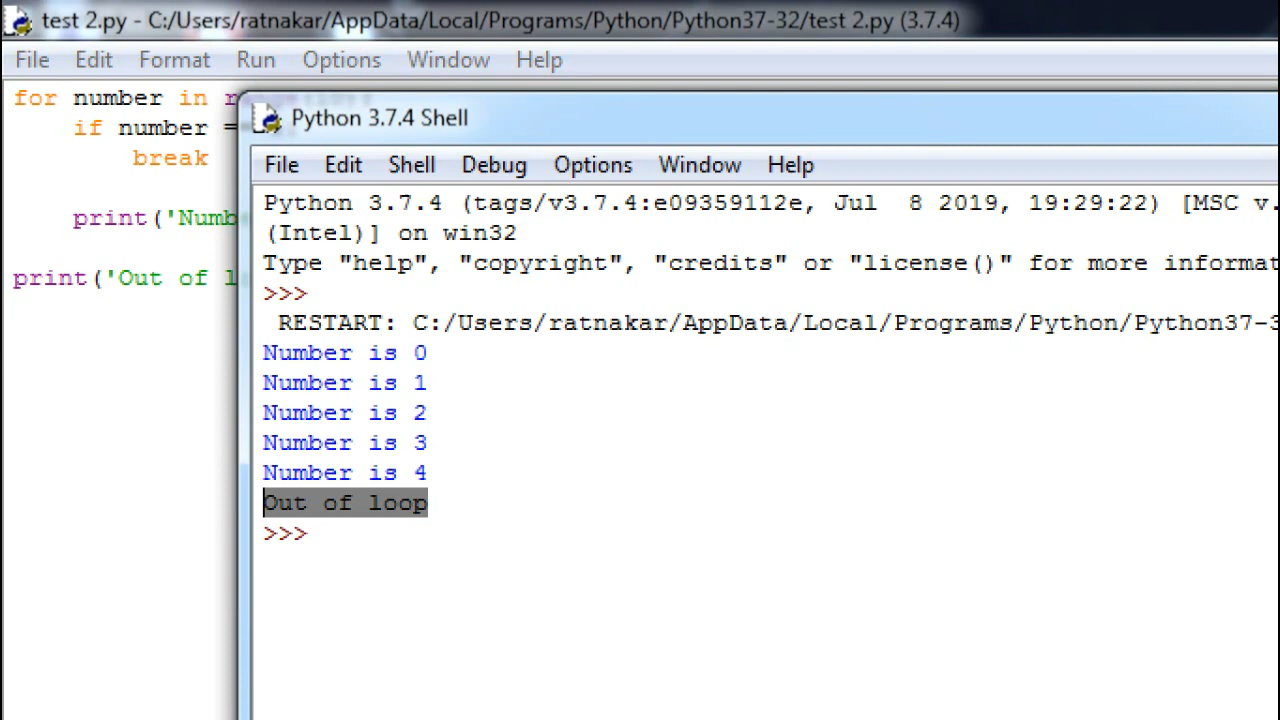 test 2.py - C:/Users/ratnakar/AppData/Local/Programs/Python/Python37-32/test 2.py (3.7.4)
File Edit Format Run Options Window Help
for number in
if number =
break
print('Numb
print('Out of l
Python 3.7.4 Shell
File Edit Shell Debug Options Window Help
Python 3.7.4 (tags/v3.7.4:e09359112e, Jul 8 2019, 19:29:22) [MSC v.
(Intel)] on win32
Type "help", "copyright", "credits" or "license()" for more informat
>>>
RESTART: C:/Users/ratnakar/AppData/Local/Programs/Python/Python37-3
Number is 0
Number is 1
Number is 2
Number is 3
Number is 4
Out of loop
>>>